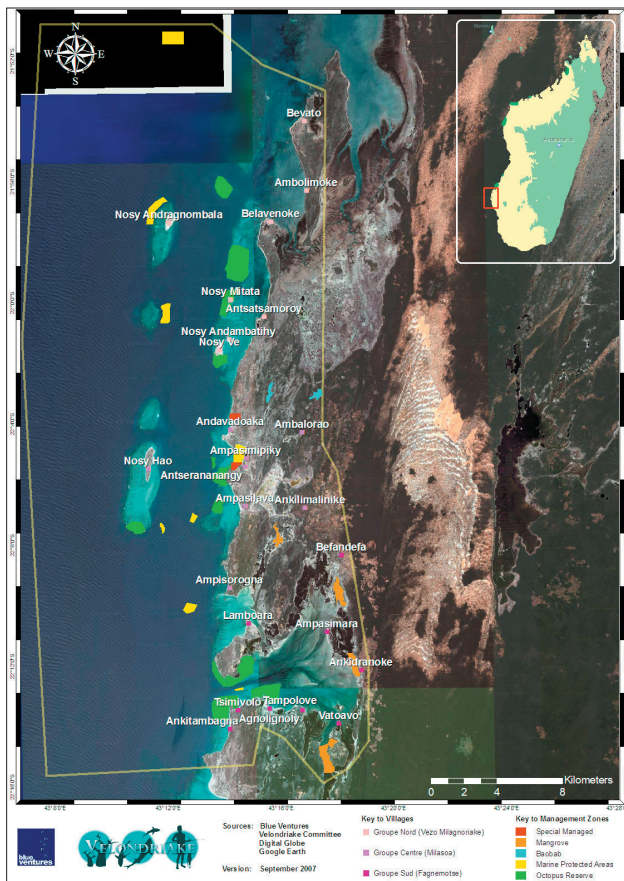 N
W E
S
Bevato
Ambolimoke
Nosy Andragnombala
Belavenoke
Nosy Mitata
Antsatsamoroy
Nosy Andambatihy
Nosy Ve
Andavadoaka
Ambalorao
Ampasimipiky
Nosy Hao
Antserananangy
Ampasilava
Ankilimalinike
Befandefa
Ampisorogna
Lamboara
Ampasimara
Ankidranoke
Tsimivolo
Tampolove
Agnolignoly
Vatoavo
Ankitambagna
Kilometers
0 2 4 8
43°8'0"E 43°12'0"E 43°16'0"E 43°20'0"E 43°24'0"E 43°28'0"E
blue
ventures
VELONDRIAKE
Sources: Blue Ventures
Velondriake Committee
Digital Globe
Google Earth
Version: September 2007
Key to Villages
Groupe Nord (Vezo Milagnoriake)
Groupe Centre (Milasoa)
Groupe Sud (Fagnemotse)
Key to Management Zones
Special Managed
Mangrove
Baobab
Marine Protected Areas
Octopus Reserve